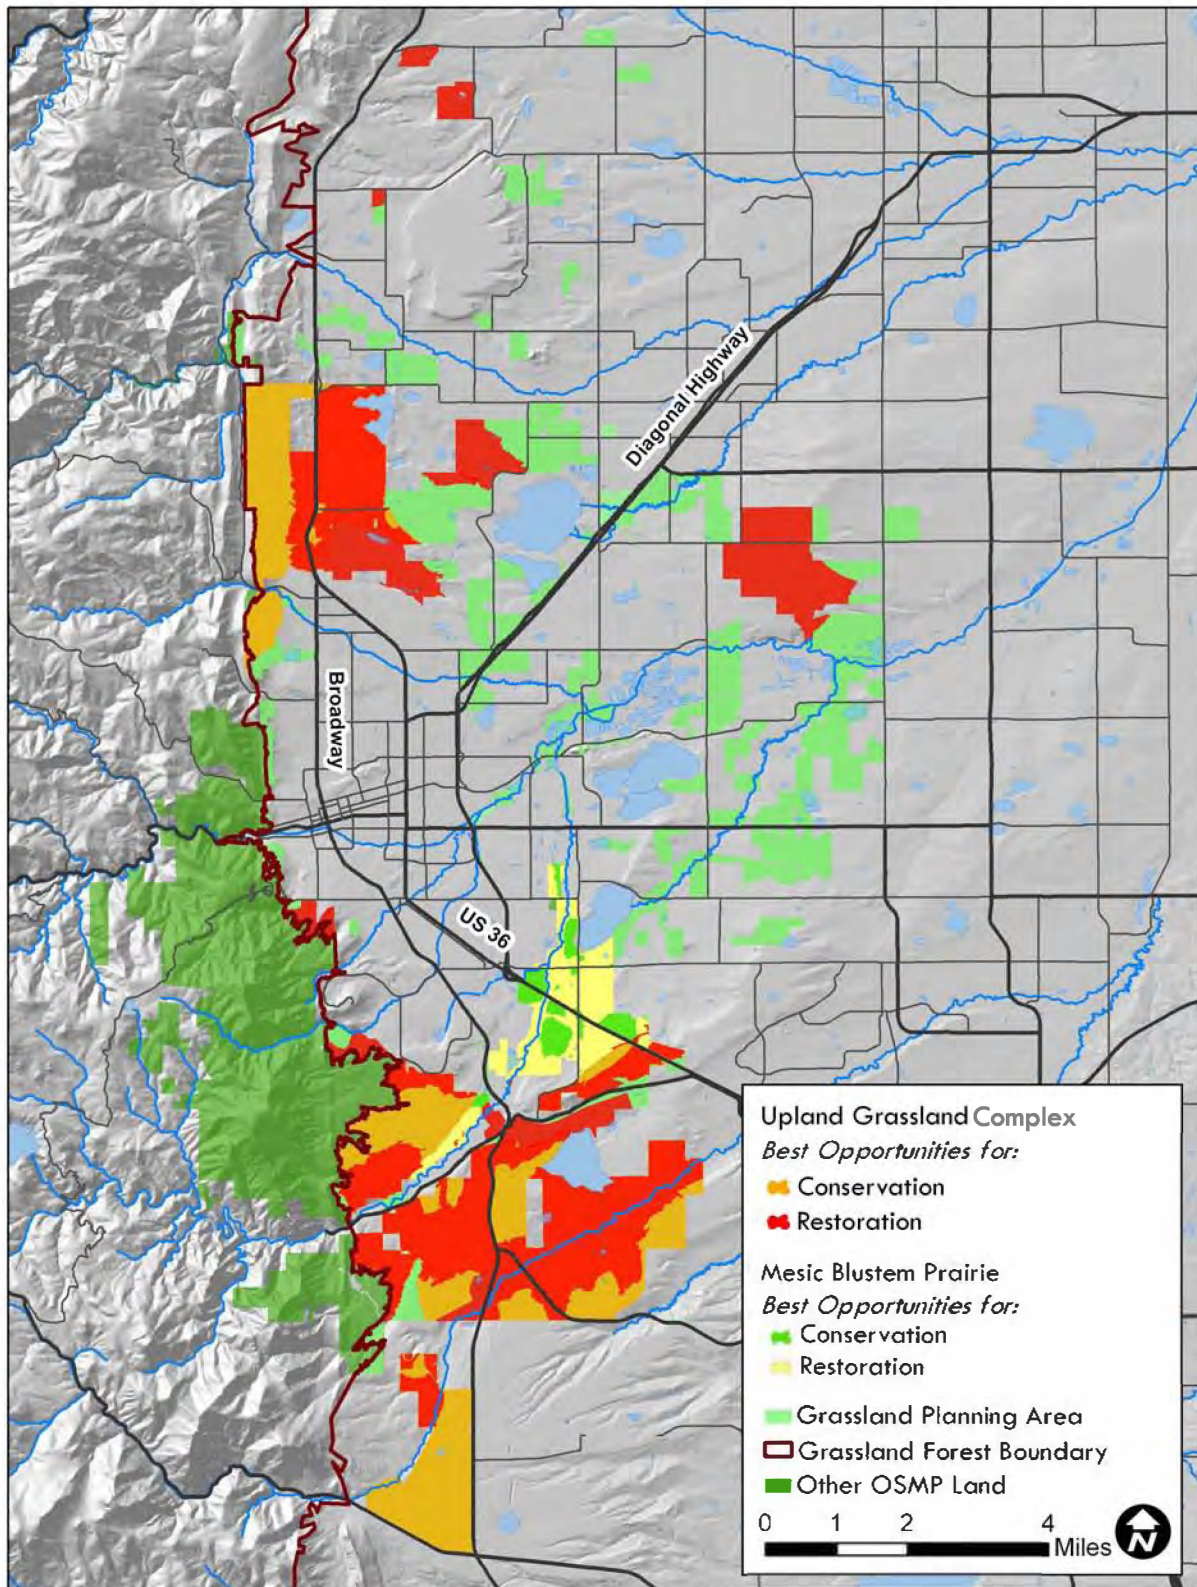 Diagonal Highway
Broadway
US 36
Upland Grassland Complex
Best Opportunities for:
Conservation
Restoration
Mesic Blustem Prairie
Best Opportunities for:
Conservation
Restoration
Grassland Planning Area
Grassland Forest Boundary
Other OSMP Land
0 1 2 4
Miles
N